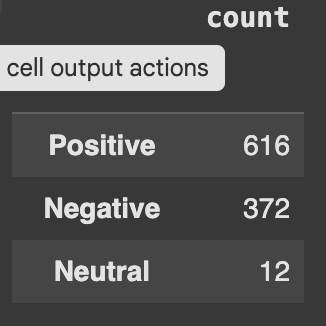 count
cell output actions
Positive 616
Negative 372
Neutral 12